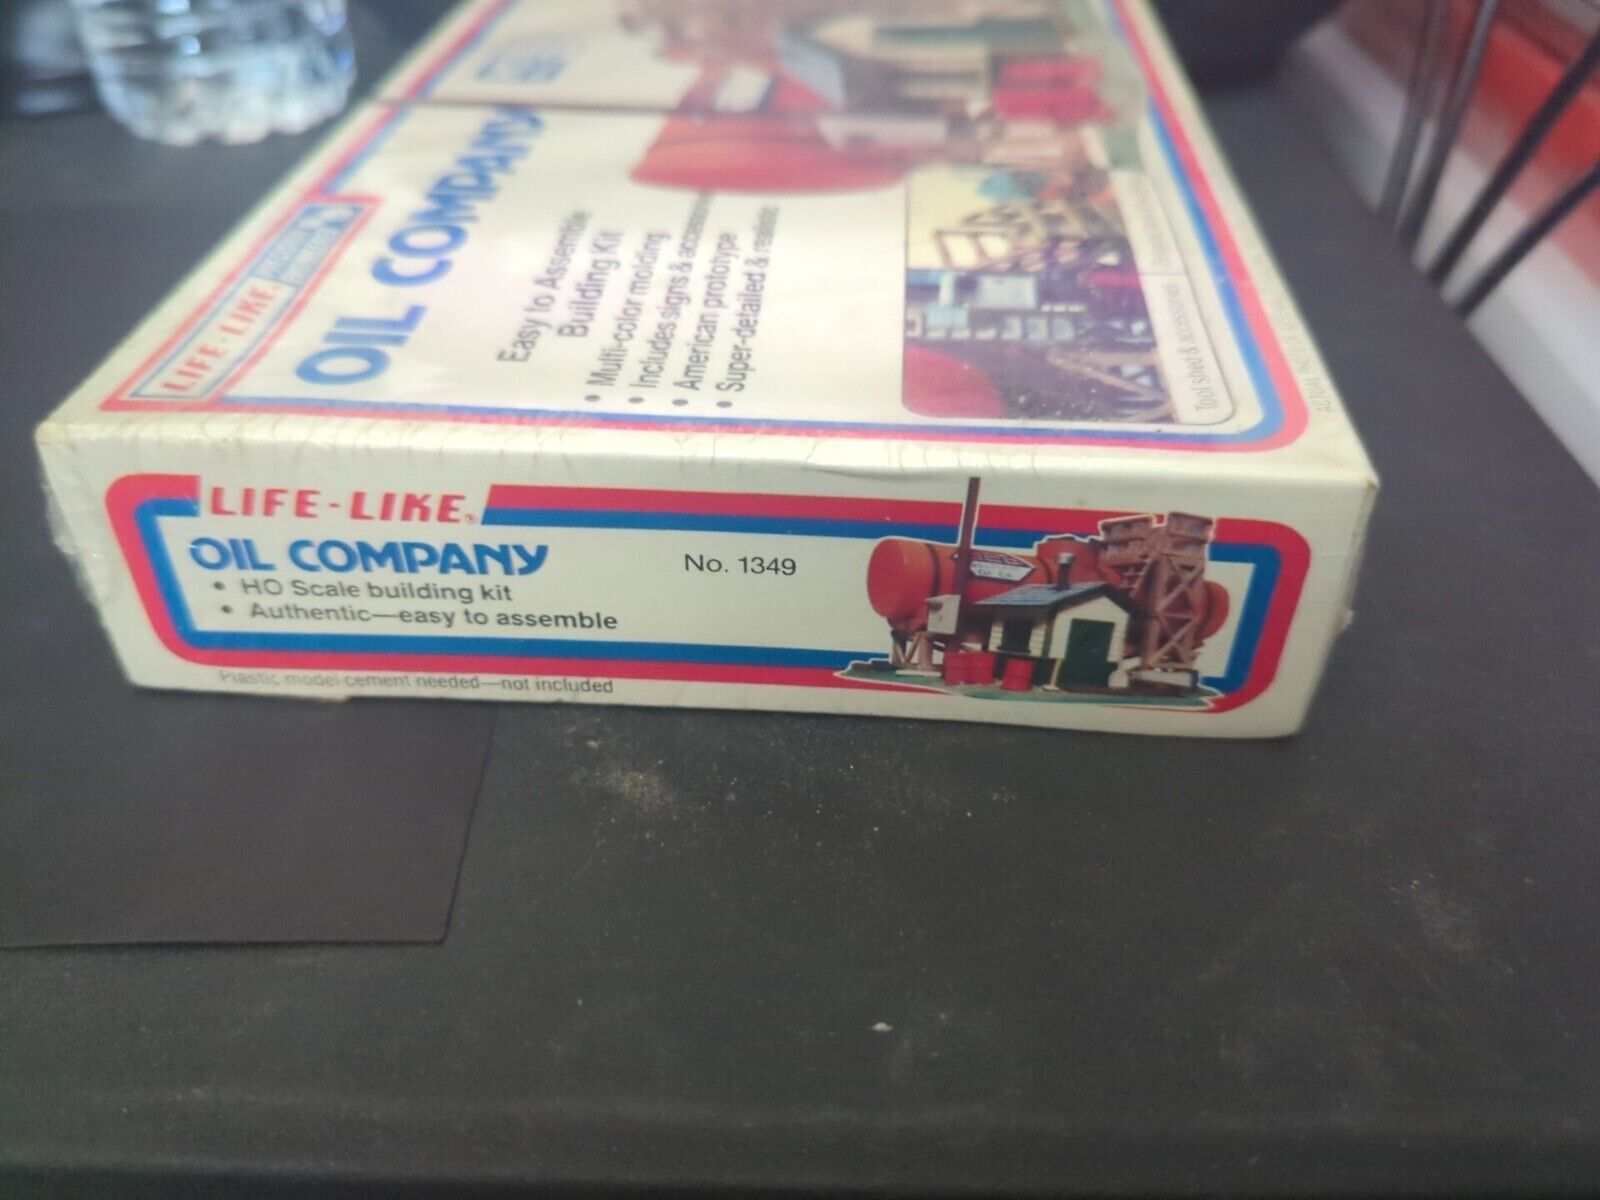 LIFE-LIKE
OIL COMPANY
Easy to Assemble
Building Kit
• Multi-color molding
• Includes signs & accessories
• American prototype
• Super-detailed & realistic
Tool shed & accessories
LIFE-LIKE®
OIL COMPANY
• HO Scale building kit
• Authentic—easy to assemble
No. 1349
Plastic model cement needed—not included